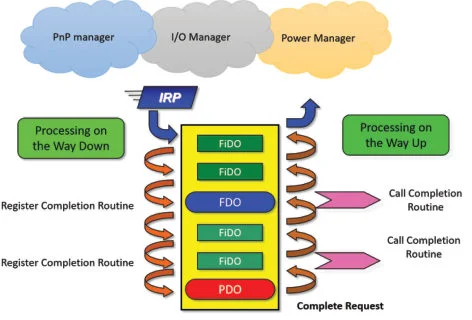 PnP manager
I/O Manager
Power Manager
IRP
Processing on
the Way Down
Processing on
the Way Up
FiDO
FiDO
FDO
FiDO
FiDO
PDO
Register Completion Routine
Register Completion Routine
Call Completion
Routine
Call Completion
Routine
Complete Request